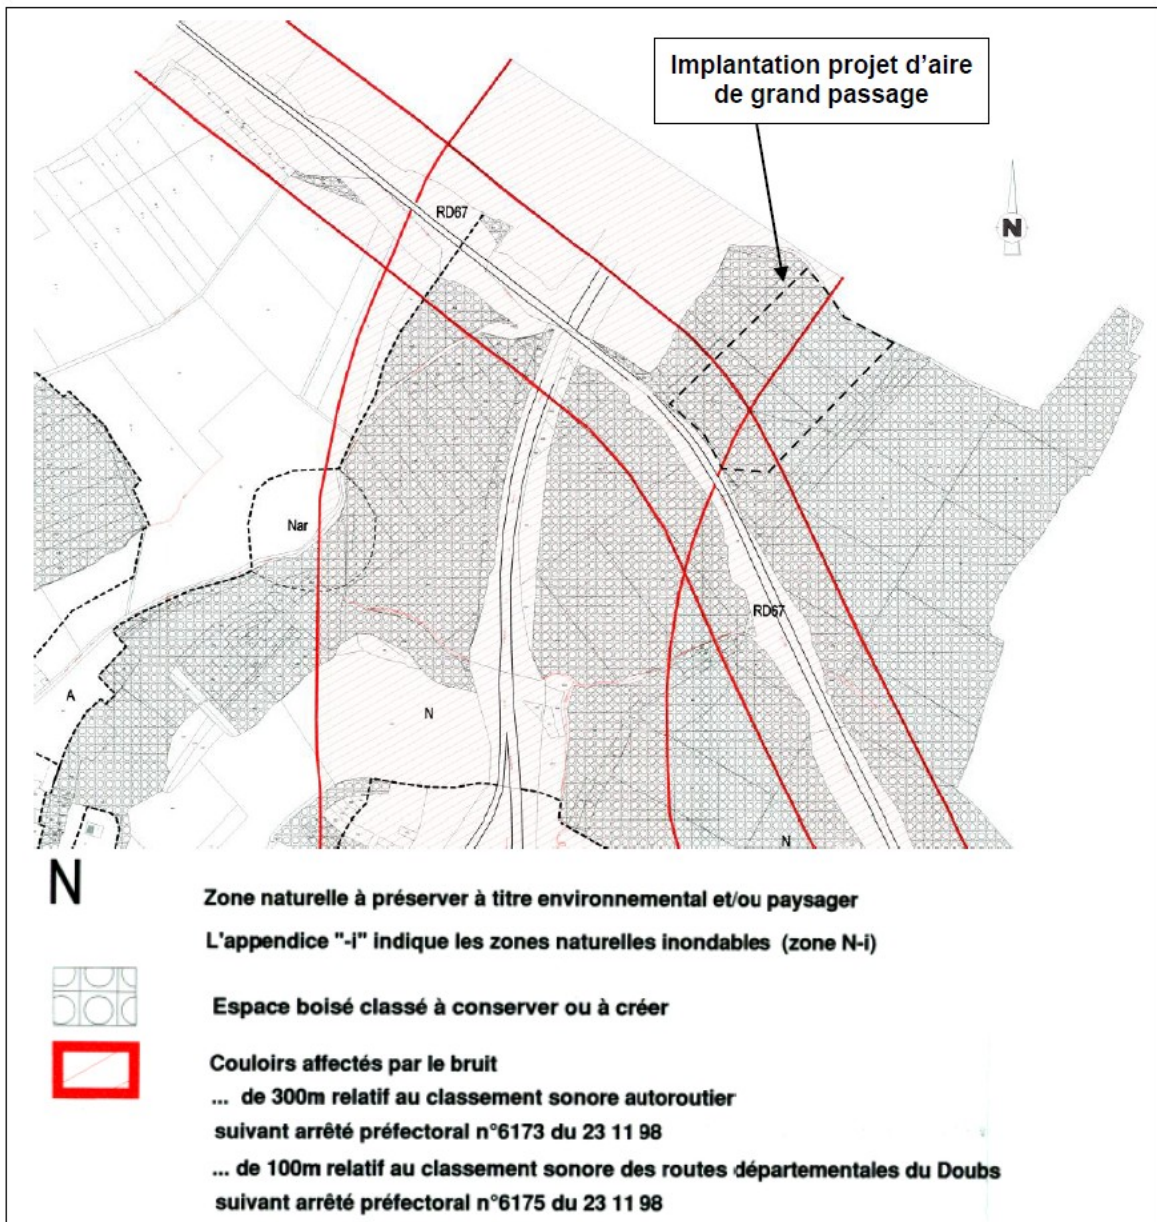 Implantation projet d'aire
de grand passage
N
RD67
Nar
RD67
A
N
N
N
Zone naturelle à préserver à titre environnemental et/ou paysager
L'appendice "-i" indique les zones naturelles inondables (zone N-i)
Espace boisé classé à conserver ou à créer
Couloirs affectés par le bruit
... de 300m relatif au classement sonore autoroutier
suivant arrêté préfectoral n°6173 du 23 11 98
... de 100m relatif au classement sonore des routes départementales du Doubs
suivant arrêté préfectoral n°6175 du 23 11 98